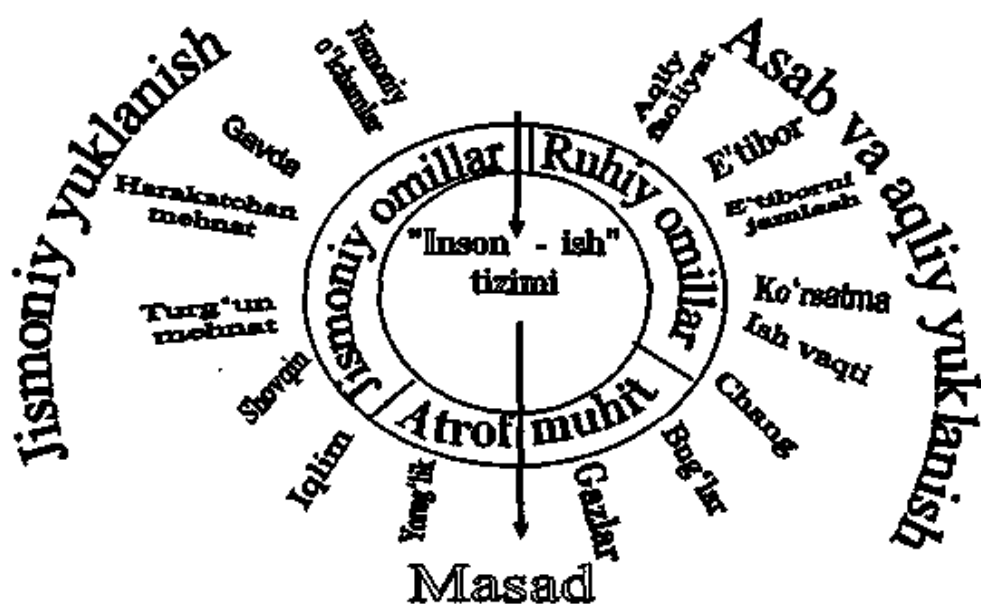 Jismoniy yuklanish
Jismoniy
o'lchamlar
Gavda
Harakatchan
mehnat
Turg'un
mehnat
Shovqin
Iqlim
Yorug'lik
Jismoniy omillar
Ruhiy omillar
Atrof muhit
"Inson - ish"
tizimi
Aqliy
faoliyat
E'tibor
E'tiborni
jamlash
Ko'rsatma
Ish vaqti
Chang
Bug'lar
Gazlar
Asab va aqliy yuklanish
Masad